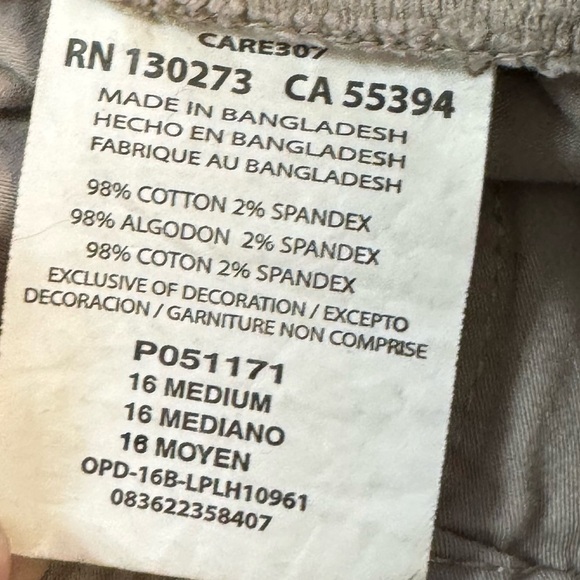 CARE307
RN 130273 CA 55394
MADE IN BANGLADESH
HECHO EN BANGLADESH
FABRIQUE AU BANGLADESH
98% COTTON 2% SPANDEX
98% ALGODON 2% SPANDEX
98% COTON 2% SPANDEX
EXCLUSIVE OF DECORATION / EXCEPTO
DECORACION / GARNITURE NON COMPRISE
P051171
16 MEDIUM
16 MEDIANO
16 MOYEN
OPD-16B-LPLH10961
083622358407